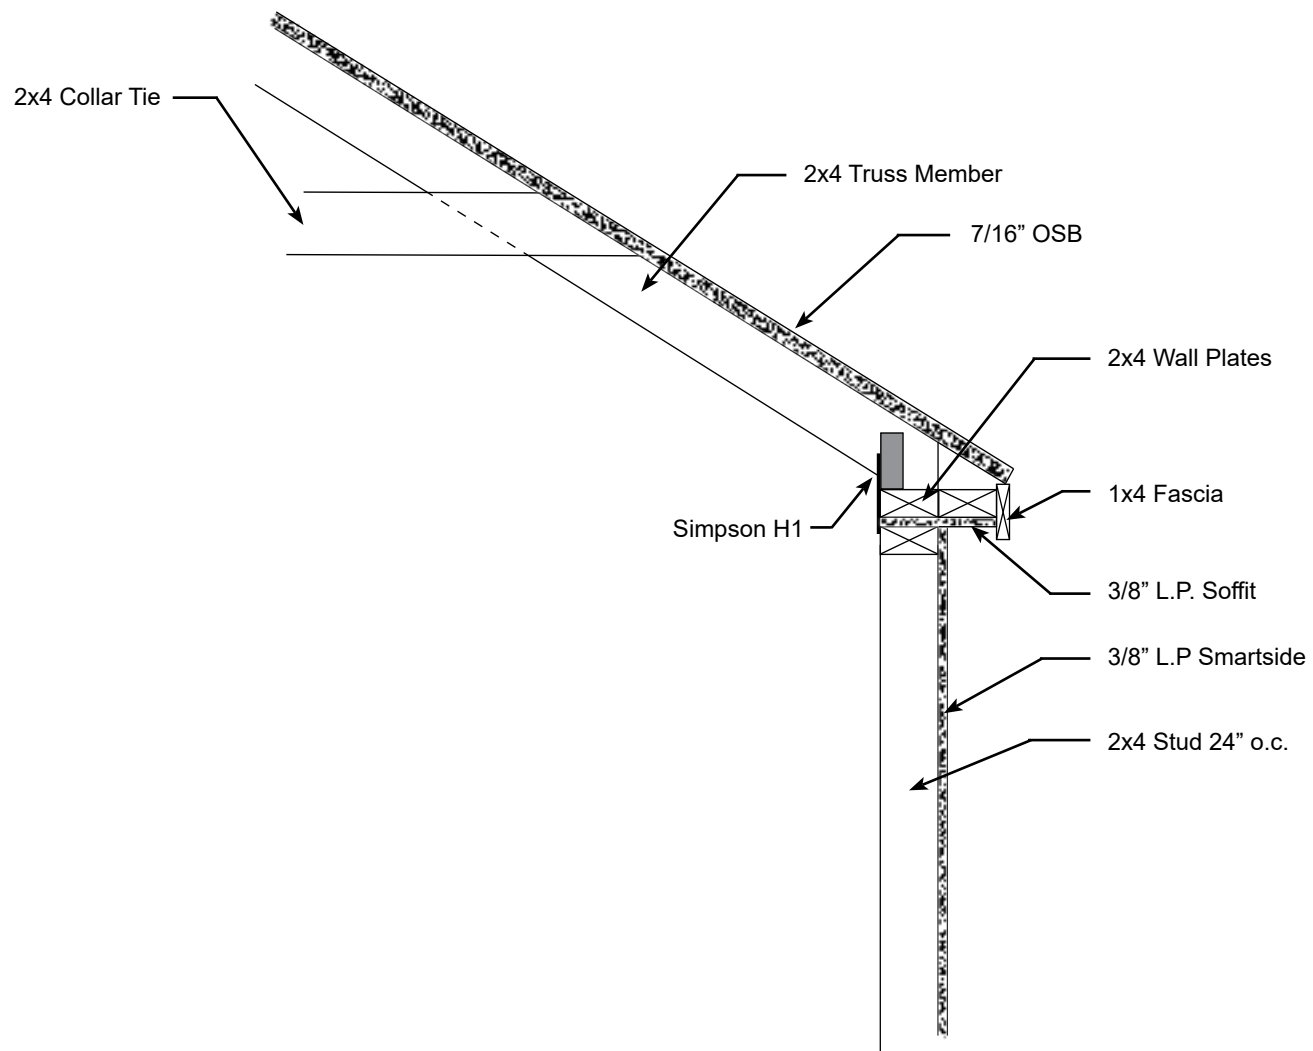 2x4 Collar Tie
2x4 Truss Member
7/16” OSB
2x4 Wall Plates
1x4 Fascia
Simpson H1
3/8” L.P. Soffit
3/8” L.P Smartside
2x4 Stud 24” o.c.